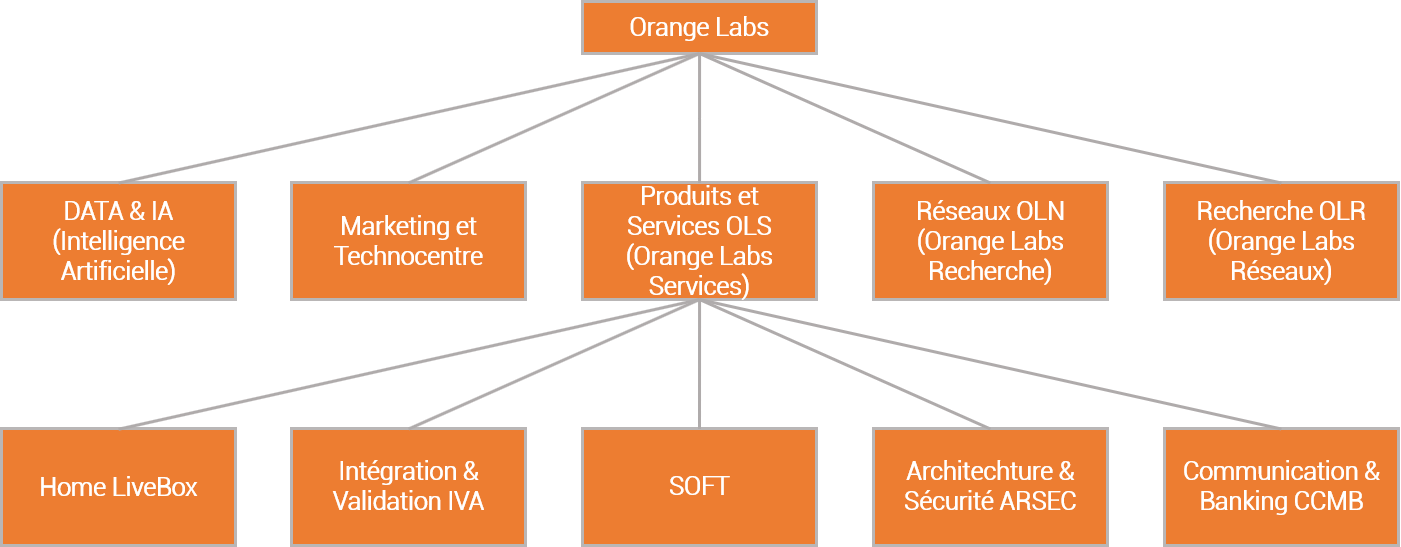 Orange Labs
DATA & IA
(Intelligence
Artificielle)
Marketing et
Technocentre
Produits et
Services OLS
(Orange Labs
Services)
Réseaux OLN
(Orange Labs
Recherche)
Recherche OLR
(Orange Labs
Réseaux)
Home LiveBox
Intégration &
Validation IVA
SOFT
Architechture &
Sécurité ARSEC
Communication &
Banking CCMB